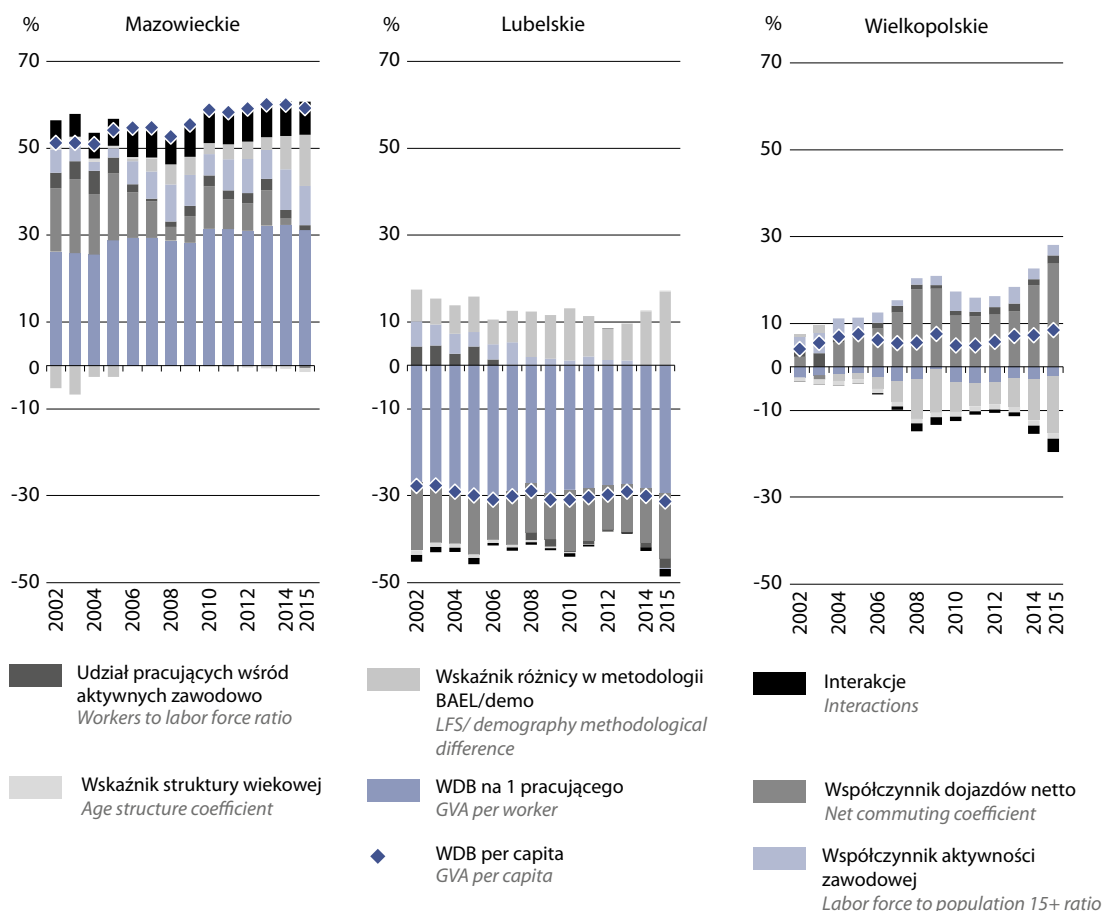 % Mazowieckie
70
50
30
10
0
-10
-30
-50
2002
2004
2006
2008
2010
2012
2014
2015
% Lubelskie
70
50
30
10
0
-10
-30
-50
2002
2004
2006
2008
2010
2012
2014
2015
% Wielkopolskie
70
50
30
10
0
-10
-30
-50
2002
2004
2006
2008
2010
2012
2014
2015
Udział pracujących wśród
aktywnych zawodowo
Workers to labor force ratio
Wskaźnik struktury wiekowej
Age structure coefficient
Wskaźnik różnicy w metodologii
BAEL/demo
LFS/ demography methodological
difference
WDB na 1 pracującego
GVA per worker
WDB per capita
GVA per capita
Interakcje
Interactions
Współczynnik dojazdów netto
Net commuting coefficient
Współczynnik aktywności
zawodowej
Labor force to population 15+ ratio